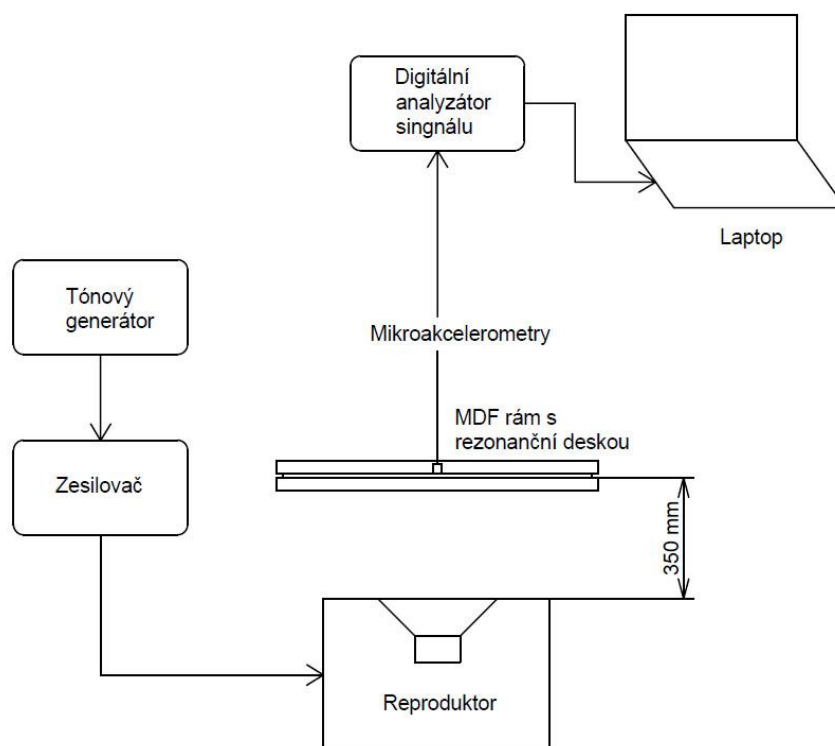 Digitální
analyzátor
singnálu
Laptop
Tónový
generátor
Mikroakcelerometry
MDF rám s
rezonanční deskou
Zesilovač
350 mm
Reproduktor